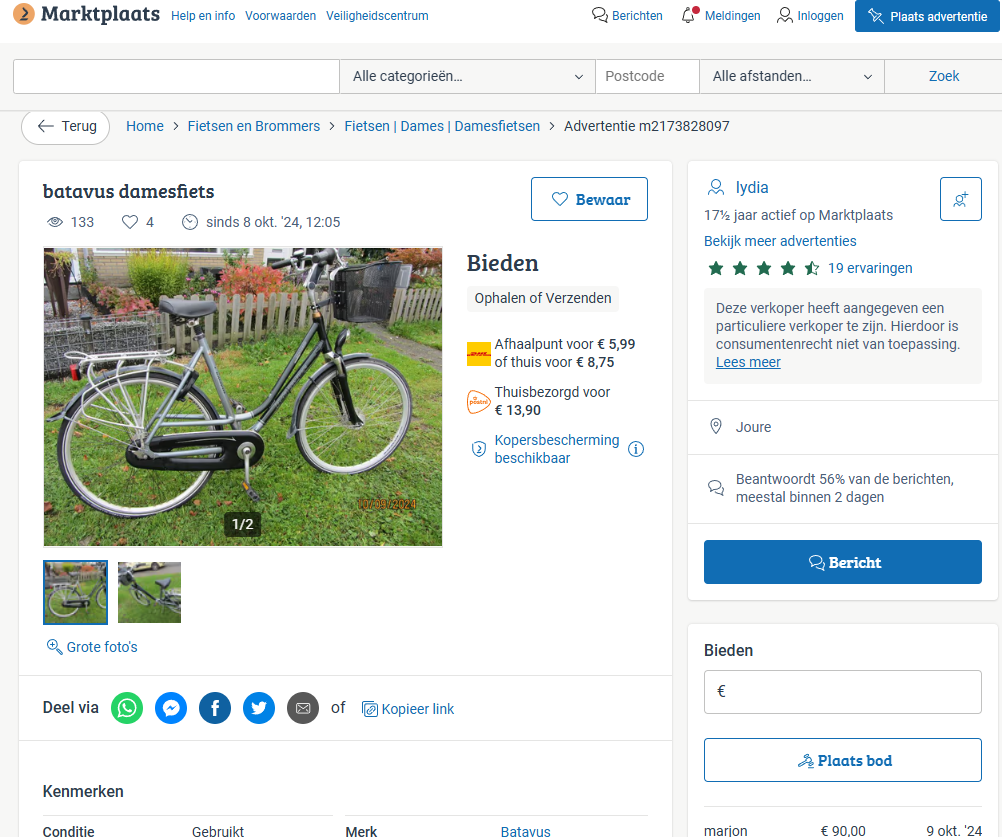 Marktplaats Help en info Voorwaarden Veiligheidscentrum Berichten Meldingen Inloggen Plaats advertentie
Alle categorieën... Postcode Alle afstanden... Zoek
Terug Home > Fietsen en Brommers > Fietsen | Dames | Damesfietsen > Advertentie m2173828097
batavus damesfiets
Bewaar
133 4 sinds 8 okt. '24, 12:05
Bieden
Ophalen of Verzenden
Afhaalpunt voor € 5,99
of thuis voor € 8,75
Thuisbezorgd voor
€ 13,90
Kopersbescherming
beschikbaar
1/2
Grote foto's
Deel via of Kopieer link
Kenmerken
Conditie Gebruikt Merk Batavus
lydia
17½ jaar actief op Marktplaats
Bekijk meer advertenties
19 ervaringen
Deze verkoper heeft aangegeven een
particuliere verkoper te zijn. Hierdoor is
consumentenrecht niet van toepassing.
Lees meer
Joure
Beantwoordt 56% van de berichten,
meestal binnen 2 dagen
Bericht
Bieden
€
Plaats bod
marjon € 90,00 9 okt. '24